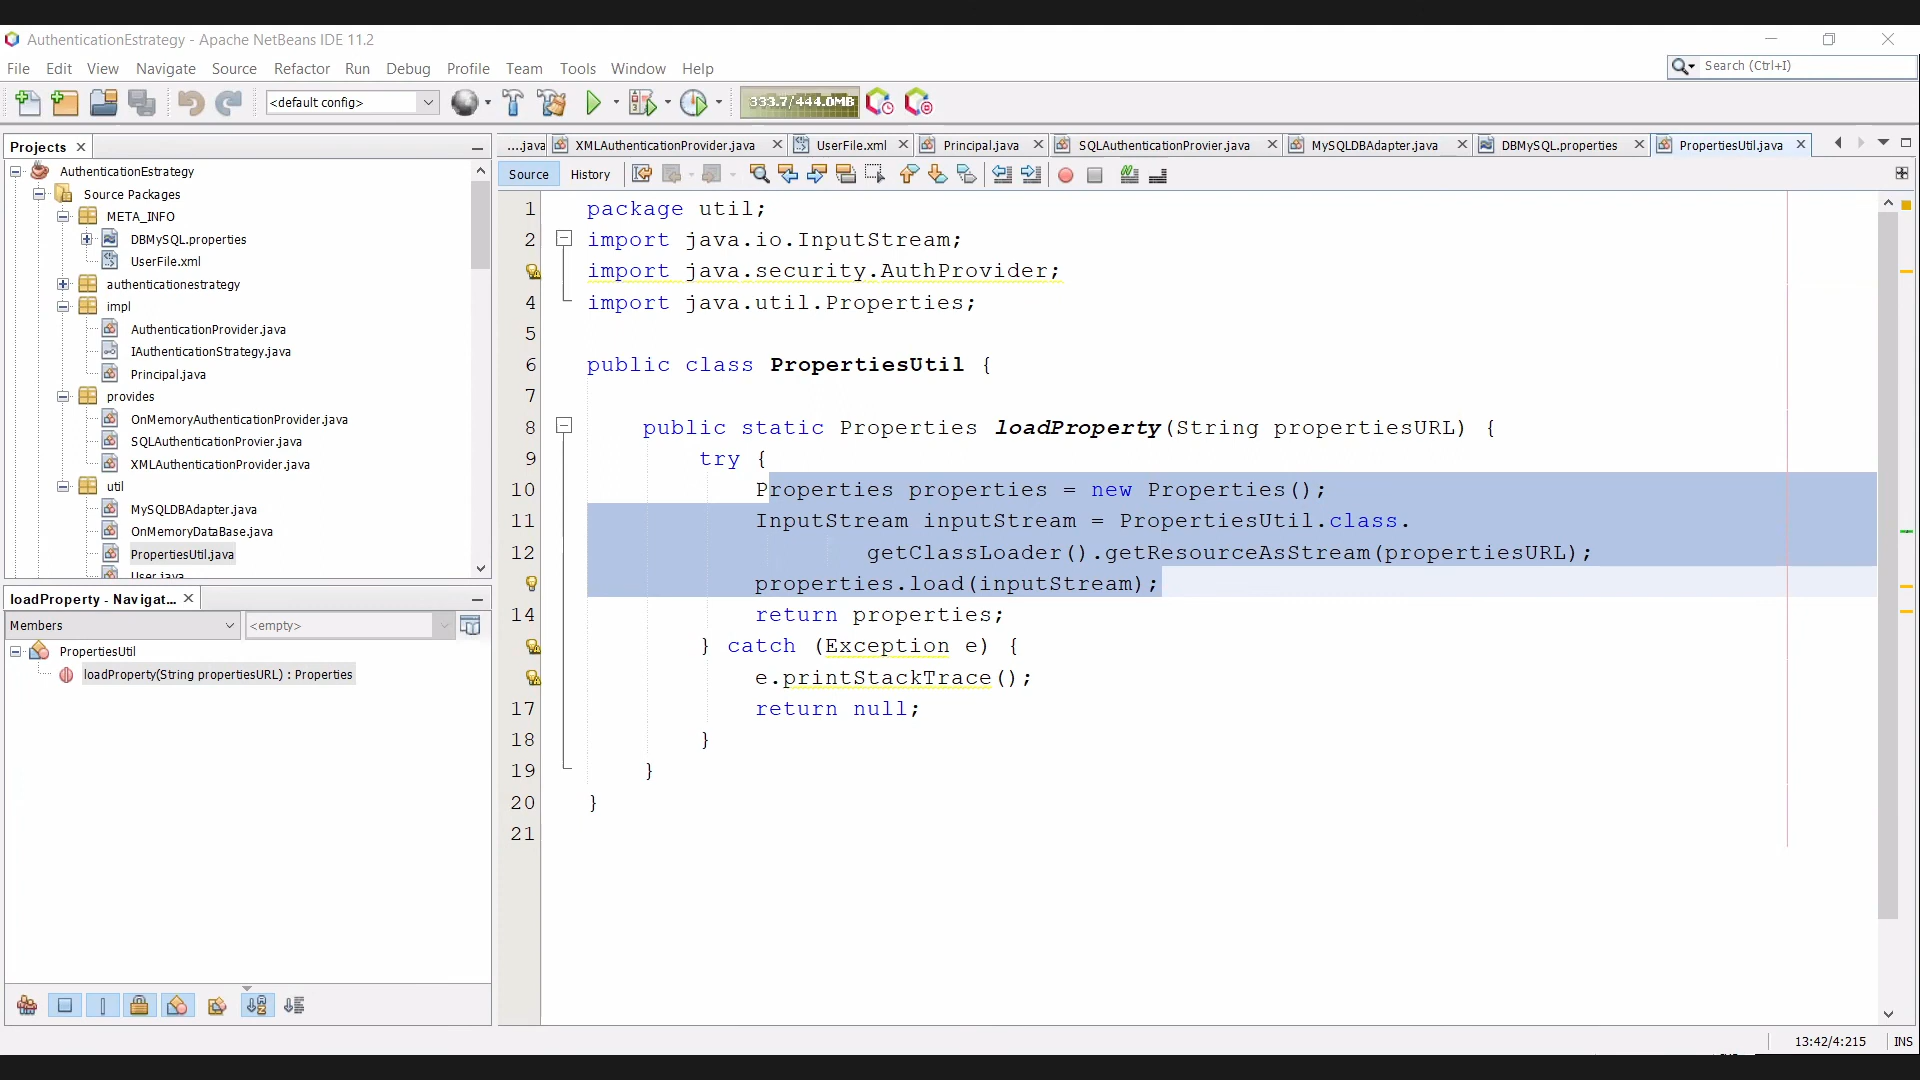 AuthenticationEstrategy - Apache NetBeans IDE 11.2
File Edit View Navigate Source Refactor Run Debug Profile Team Tools Window Help
Search (Ctrl+I)
<default config>
333.7/444.0MB
Projects
AuthenticationEstrategy
Source Packages
META_INFO
DBMySQL.properties
UserFile.xml
authenticationestrategy
impl
AuthenticationProvider.java
IAuthenticationStrategy.java
Principal.java
provides
OnMemoryAuthenticationProvider.java
SQLAuthenticationProvier.java
XMLAuthenticationProvider.java
util
MySQLDBAdapter.java
OnMemoryDataBase.java
PropertiesUtil.java
User.java
loadProperty - Navigat...
Members
<empty>
PropertiesUtil
loadProperty(String propertiesURL) : Properties
....java XMLAuthenticationProvider.java UserFile.xml Principal.java SQLAuthenticationProvier.java MySQLDBAdapter.java DBMySQL.properties PropertiesUtil.java
Source History
1 package util;
2 import java.io.InputStream;
import java.security.AuthProvider;
4 import java.util.Properties;
5
6 public class PropertiesUtil {
7
8 public static Properties loadProperty(String propertiesURL) {
9 try {
10 Properties properties = new Properties();
11 InputStream inputStream = PropertiesUtil.class.
12 getClassLoader().getResourceAsStream(propertiesURL);
properties.load(inputStream);
14 return properties;
} catch (Exception e) {
e.printStackTrace();
17 return null;
18 }
19 }
20 }
21
13:42/4:215 INS